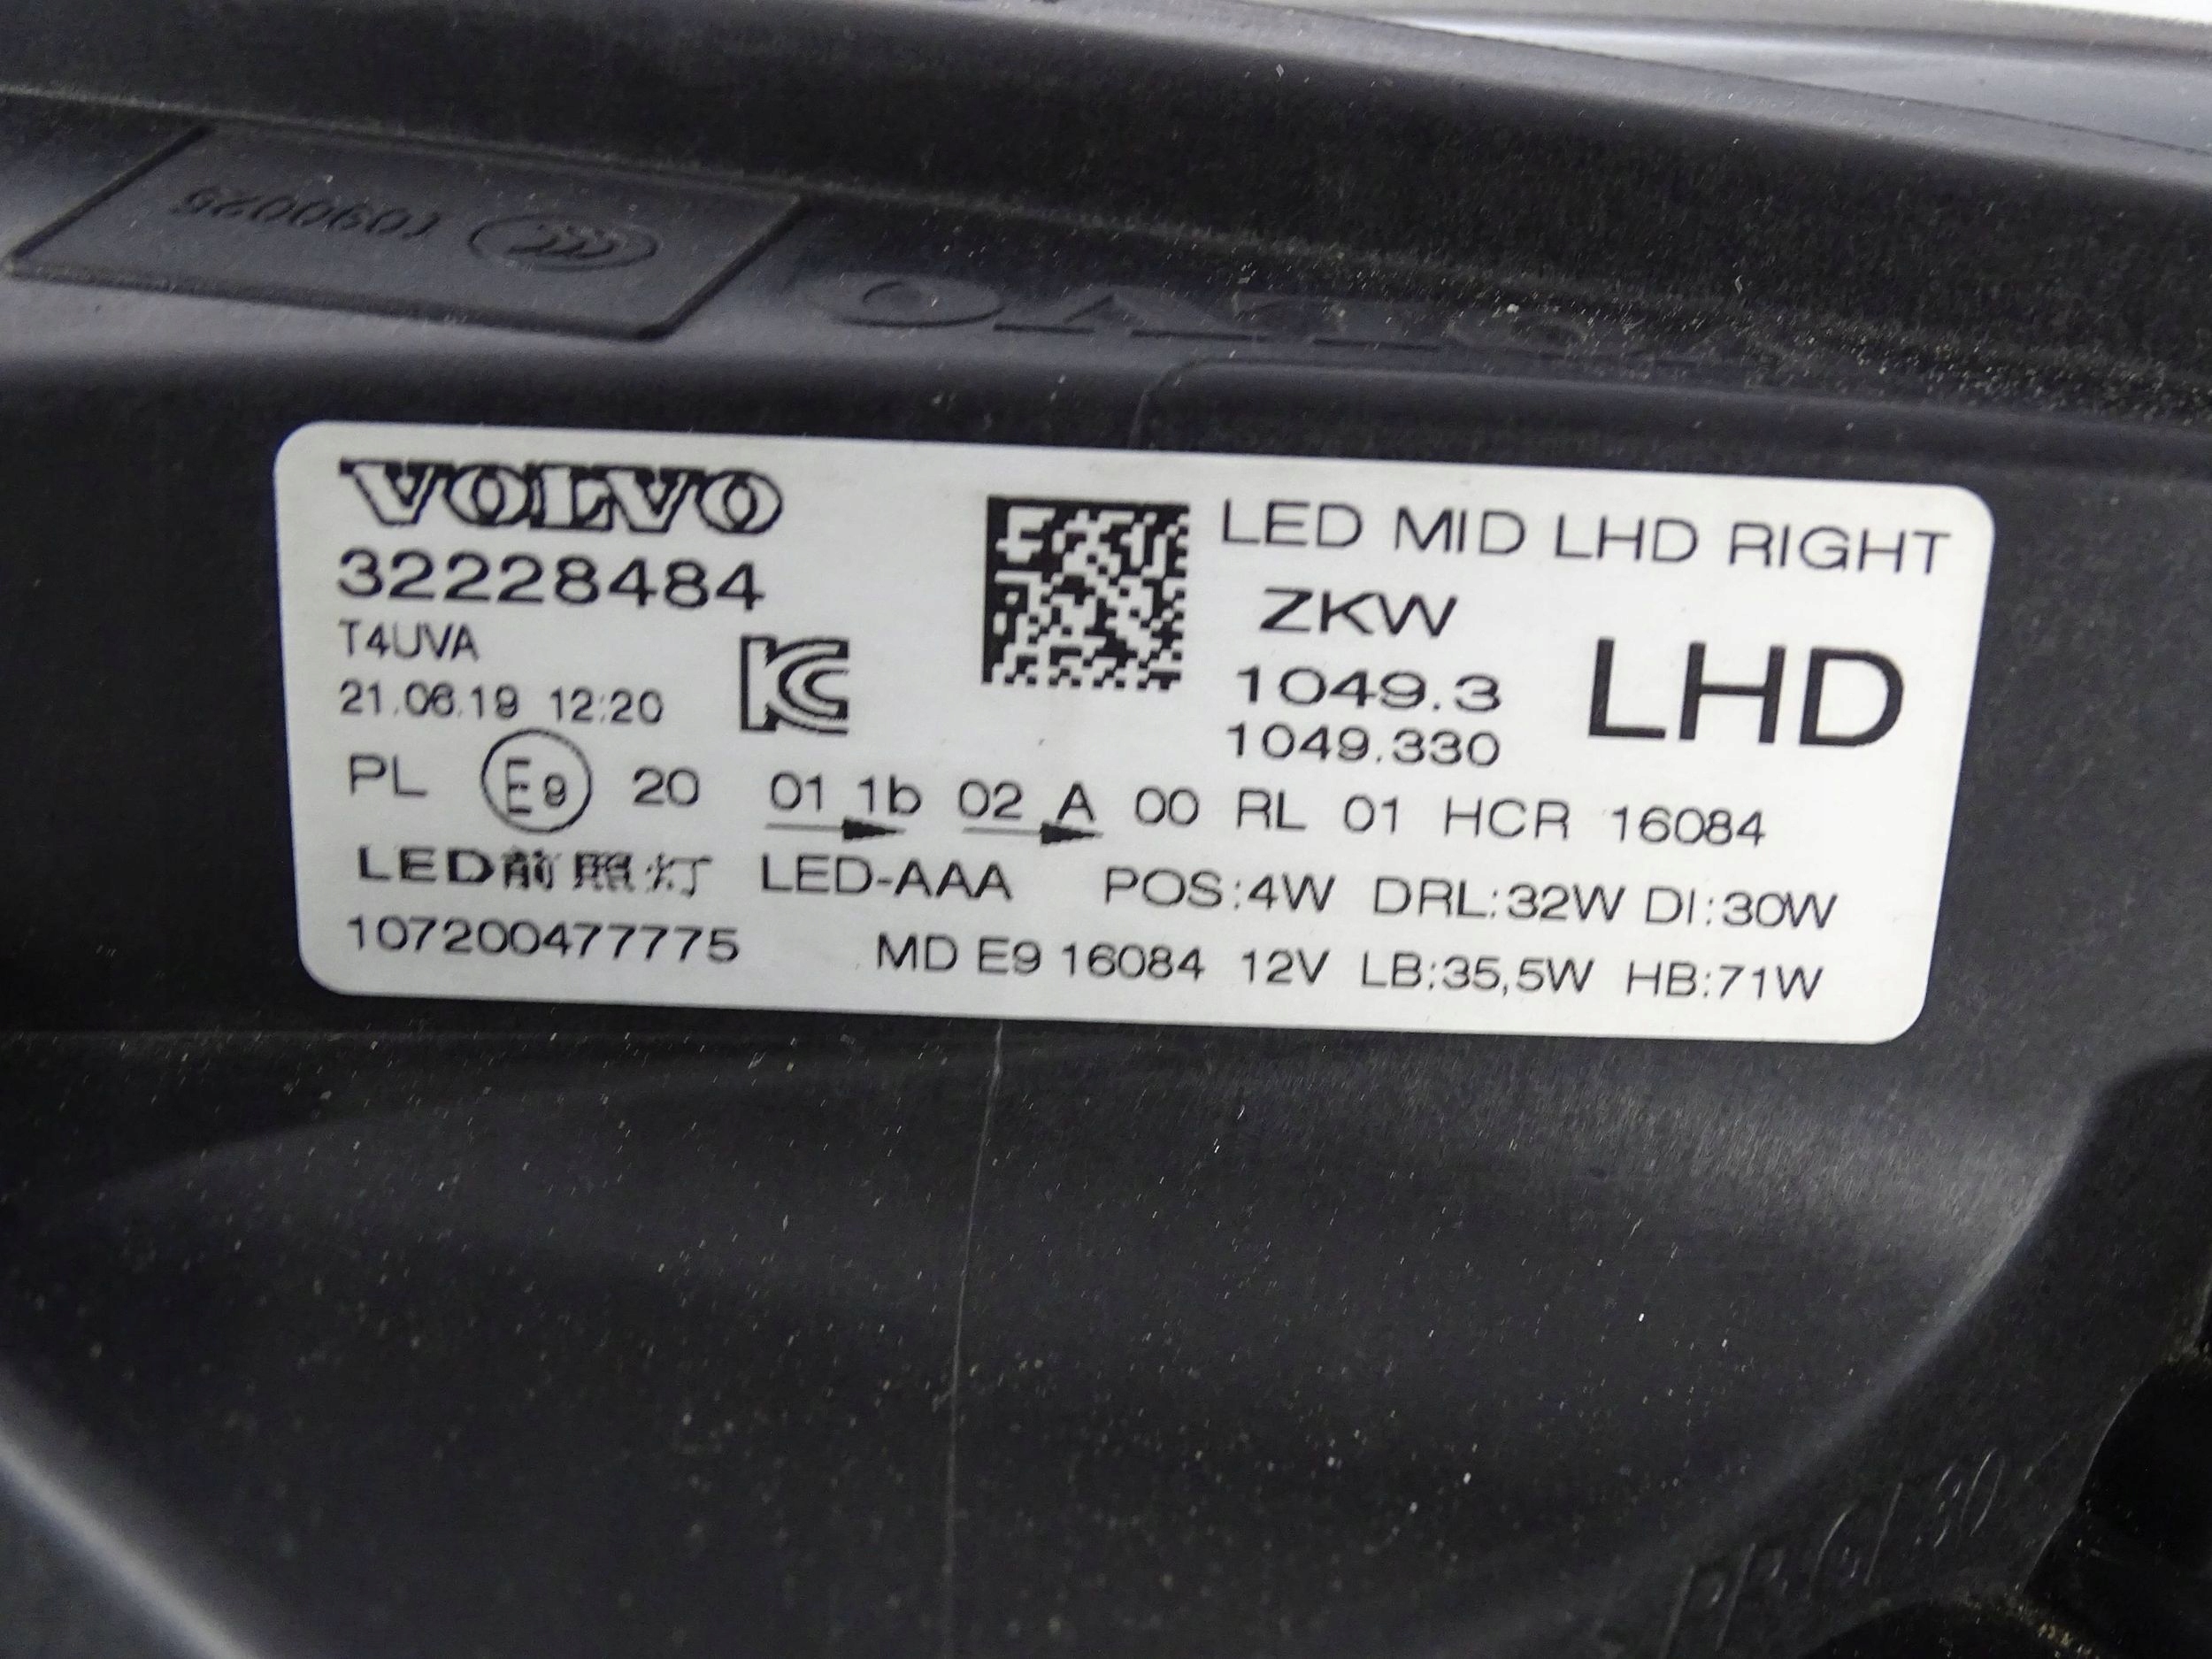 T090025
VOLVO
VOLVO
32228484
T4UVA
21.06.19 12:20
LED MID LHD RIGHT
ZKW
1049.3
1049.330
LHD
PL E9 20 01 1b 02 A 00 RL 01 HCR 16084
LED前照灯 LED-AAA POS:4W DRL:32W DI:30W
107200477775 MD E9 16084 12V LB:35,5W HB:71W